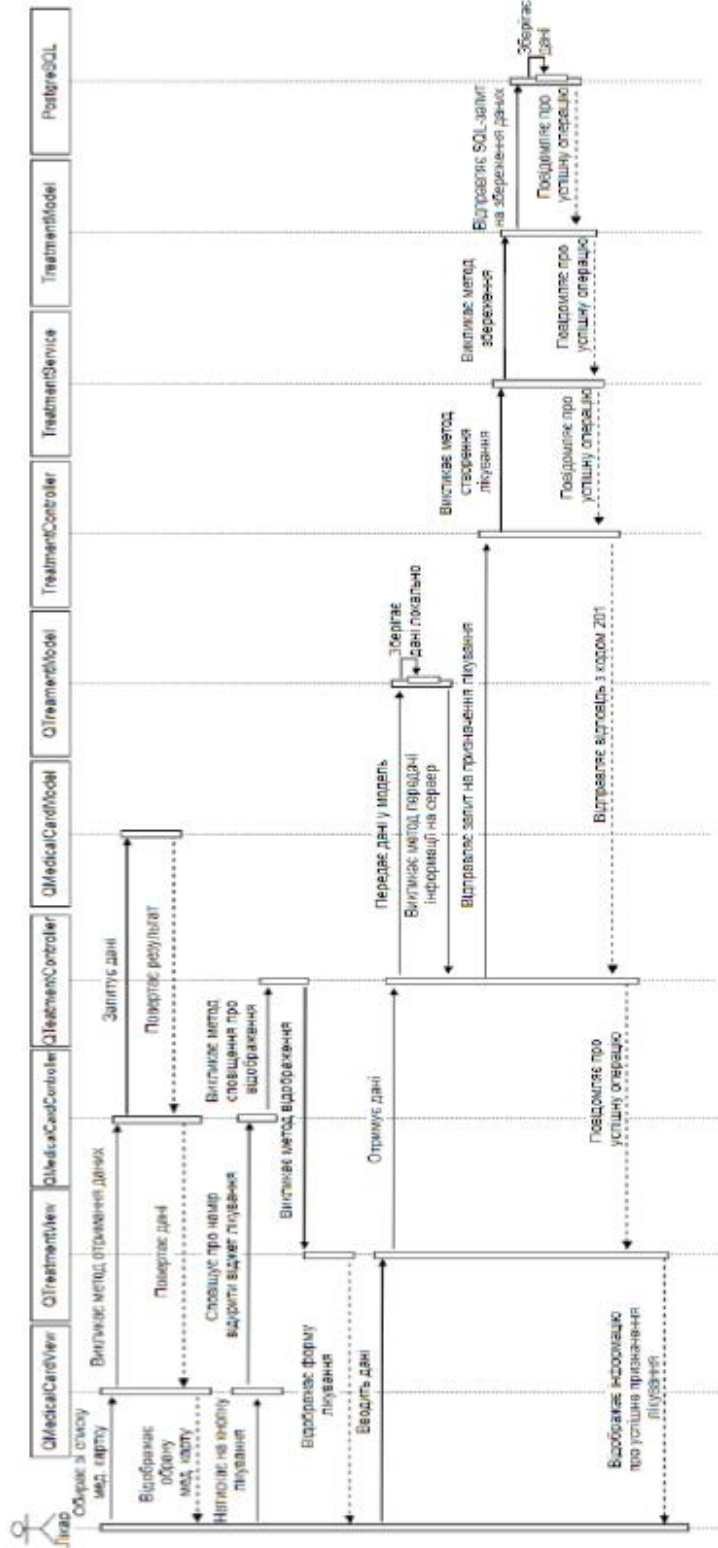 Лікар
QMedicalCardView
QTreatmentView
QMedicalCardController
QTeatmentController
QMedicalCardModel
QTreamentModel
TreatmentController
TreatmentService
TreatmentModel
PostgreSQL
Обирає зі списку
мед. картку
Викликає метод отримання даних
Запитує дані
Повертає результат
Повертає дані
Відображає
обрану
мед. карту
Натискає на кнопку
лікування
Сповіщує про намір
відкрити віджет лікування
Викликає метод
сповіщення про
відображення
Викликає метод відображення
Відображає форму
лікування
Вводить дані
Отримує дані
Передає дані у модель
Зберігає
дані локально
Викликає метод передачі
інформації на сервер
Відправляє запит на призначення лікування
Викликає метод
створення
лікування
Викликає метод
збереження
Відправляє SQL-запит
на збереження даних
Зберігає
дані
Повідомляє про
успішну операцію
Повідомляє про
успішну операцію
Повідомляє про
успішну операцію
Відправляє відповідь з кодом 201
Повідомляє про
успішну операцію
Відображає інформацію
про успішне призначення
лікування